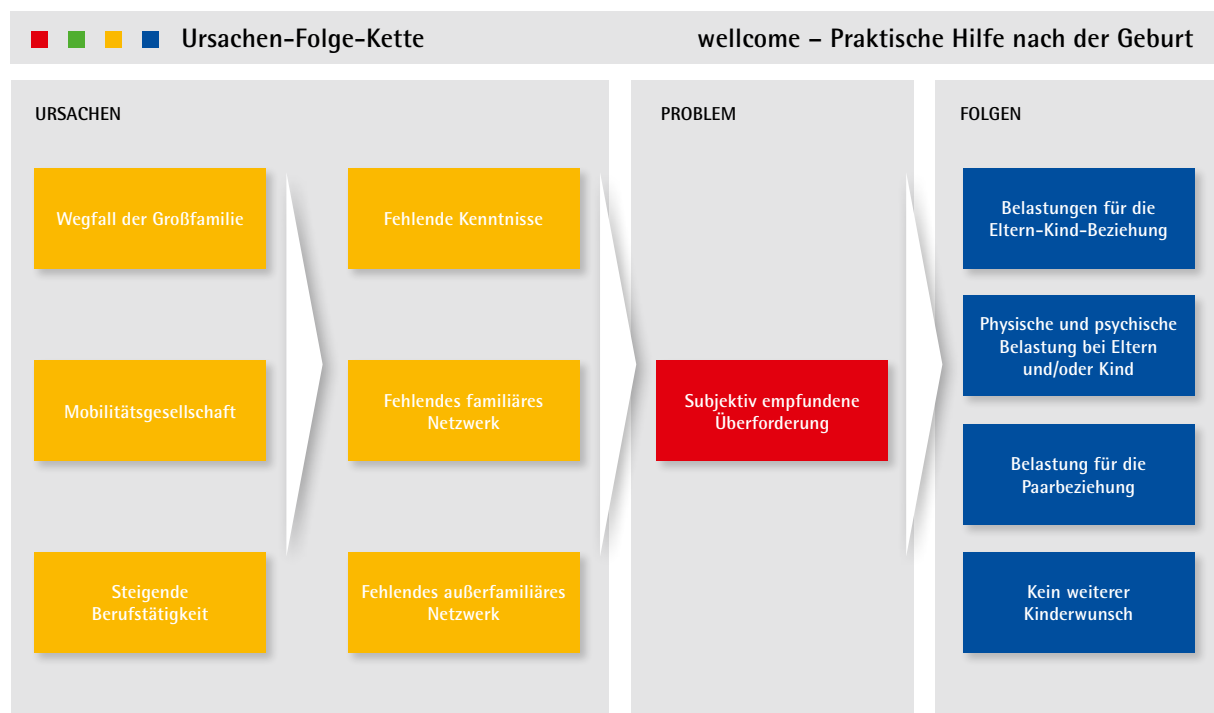 Ursachen-Folge-Kette
wellcome – Praktische Hilfe nach der Geburt
URSACHEN
Wegfall der Großfamilie
Mobilitätsgesellschaft
Steigende
Berufstätigkeit
Fehlende Kenntnisse
Fehlendes familiäres
Netzwerk
Fehlendes außerfamiliäres
Netzwerk
PROBLEM
Subjektiv empfundene
Überforderung
FOLGEN
Belastungen für die
Eltern-Kind-Beziehung
Physische und psychische
Belastung bei Eltern
und/oder Kind
Belastung für die
Paarbeziehung
Kein weiterer
Kinderwunsch